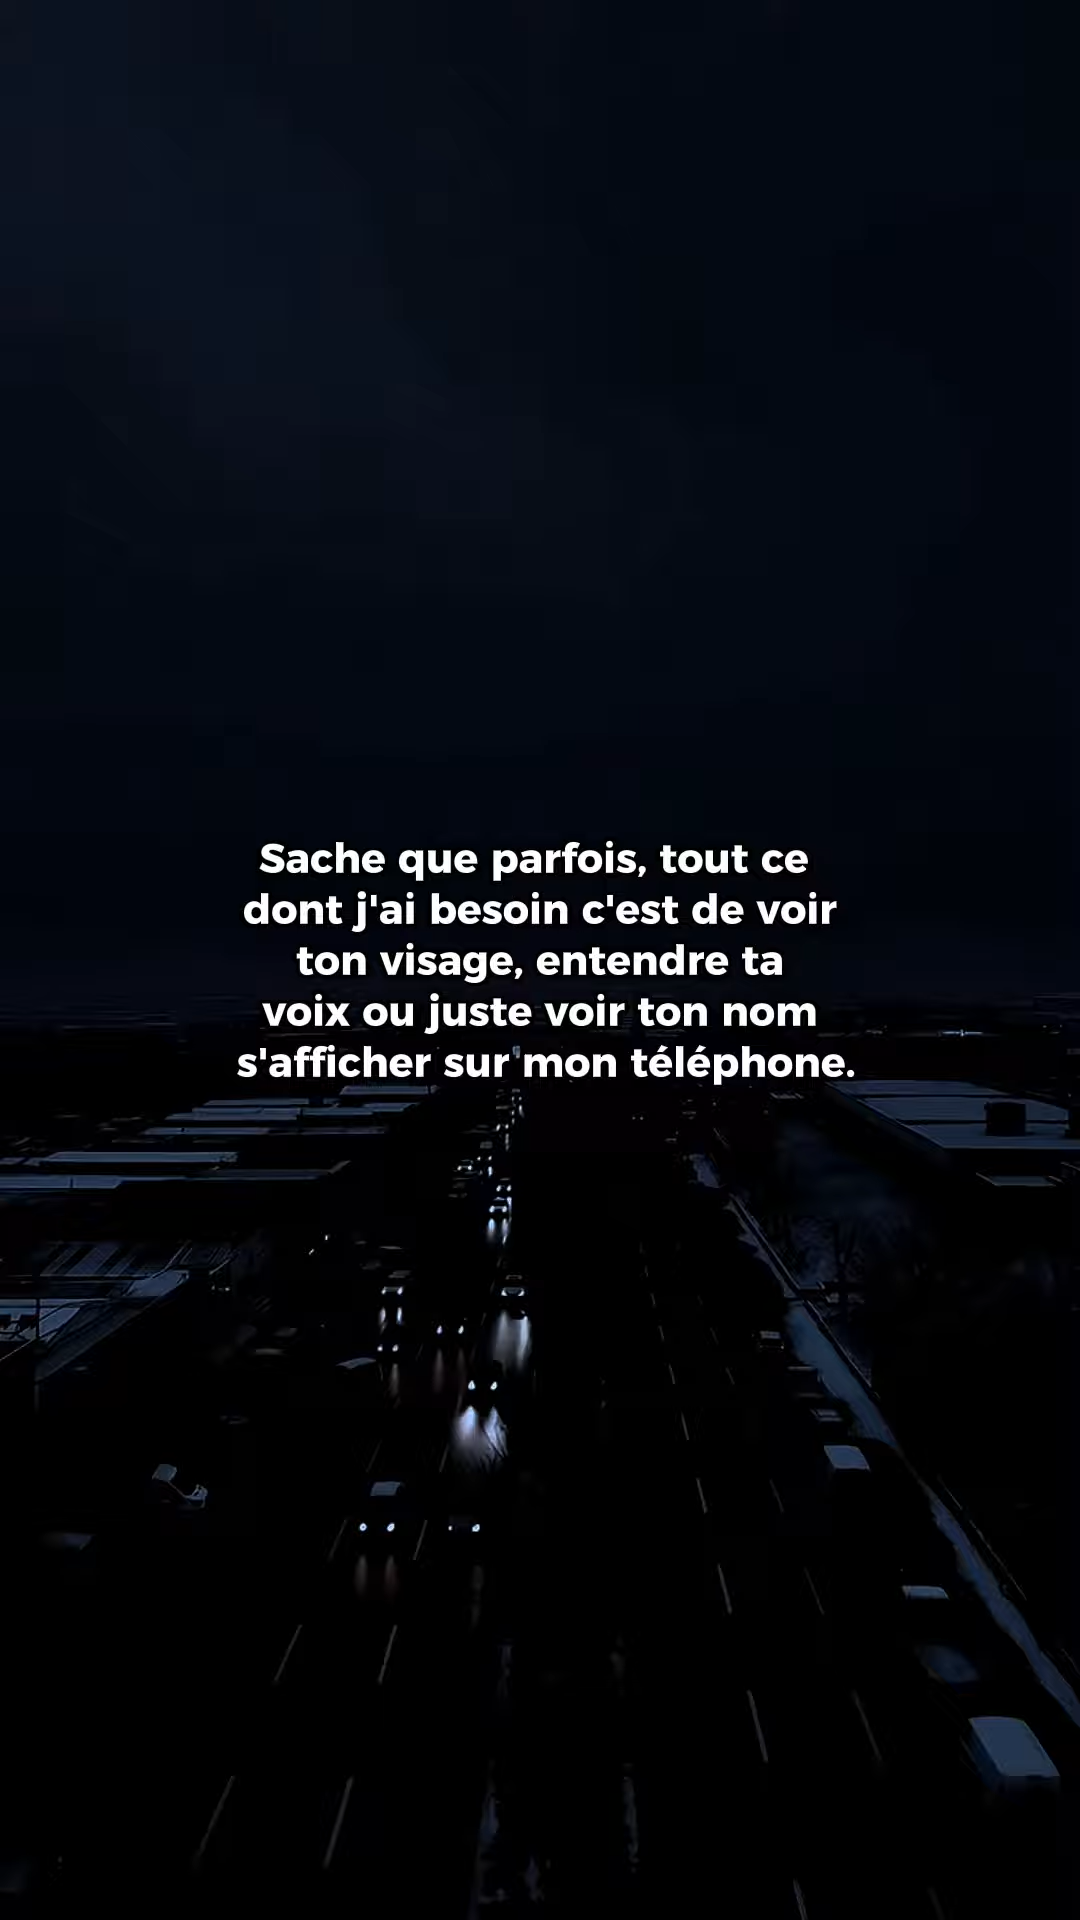 Sache que parfois, tout ce
dont j'ai besoin c'est de voir
ton visage, entendre ta
voix ou juste voir ton nom
s'afficher sur mon téléphone.